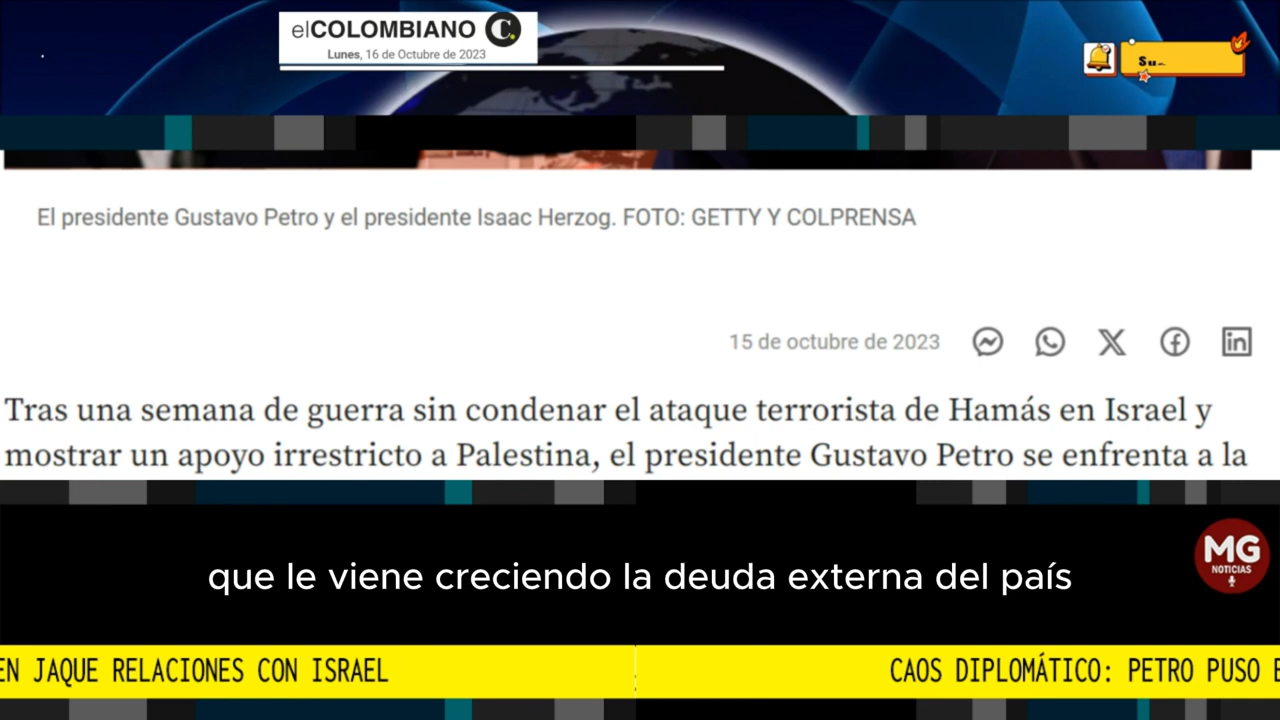 elCOLOMBIANO C.
Lunes, 16 de Octubre de 2023
Su
El presidente Gustavo Petro y el presidente Isaac Herzog. FOTO: GETTY Y COLPRENSA
15 de octubre de 2023
Tras una semana de guerra sin condenar el ataque terrorista de Hamás en Israel y
mostrar un apoyo irrestricto a Palestina, el presidente Gustavo Petro se enfrenta a la
MG
NOTICIAS
que le viene creciendo la deuda externa del país
EN JAQUE RELACIONES CON ISRAEL
CAOS DIPLOMÁTICO: PETRO PUSO E